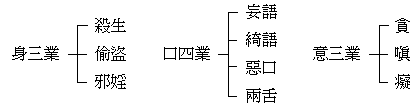 身三業
殺生
偷盜
邪婬
口四業
妄語
綺語
惡口
兩舌
意三業
貪
嗔
癡